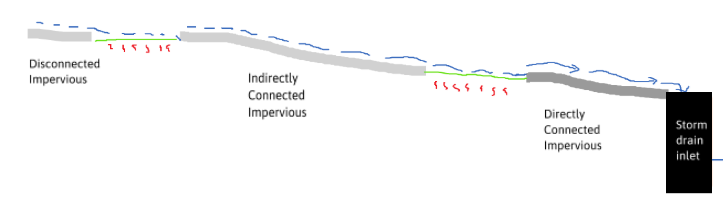 Disconnected
Impervious
Indirectly
Connected
Impervious
Directly
Connected
Impervious
Storm
drain
inlet